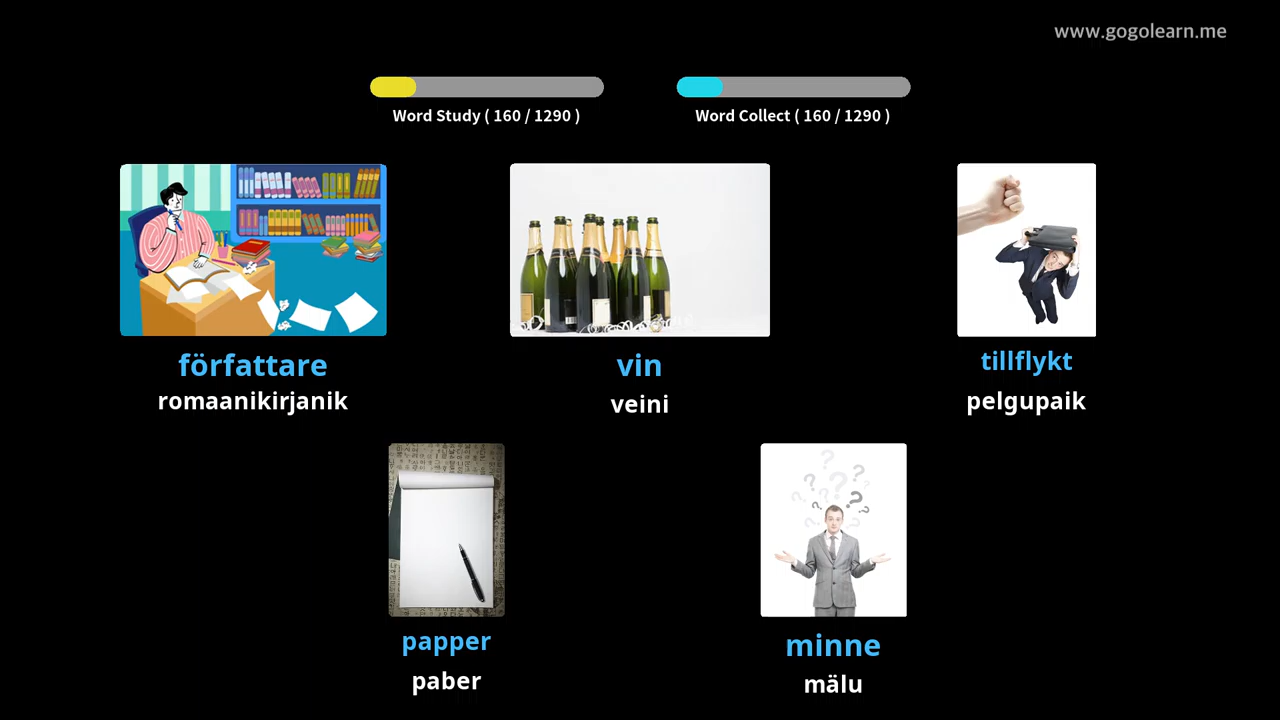 www.gogolearn.me
Word Study ( 160 / 1290 )
Word Collect ( 160 / 1290 )
författare
romaanikirjanik
vin
veini
tillflykt
pelgupaik
papper
paber
minne
mälu